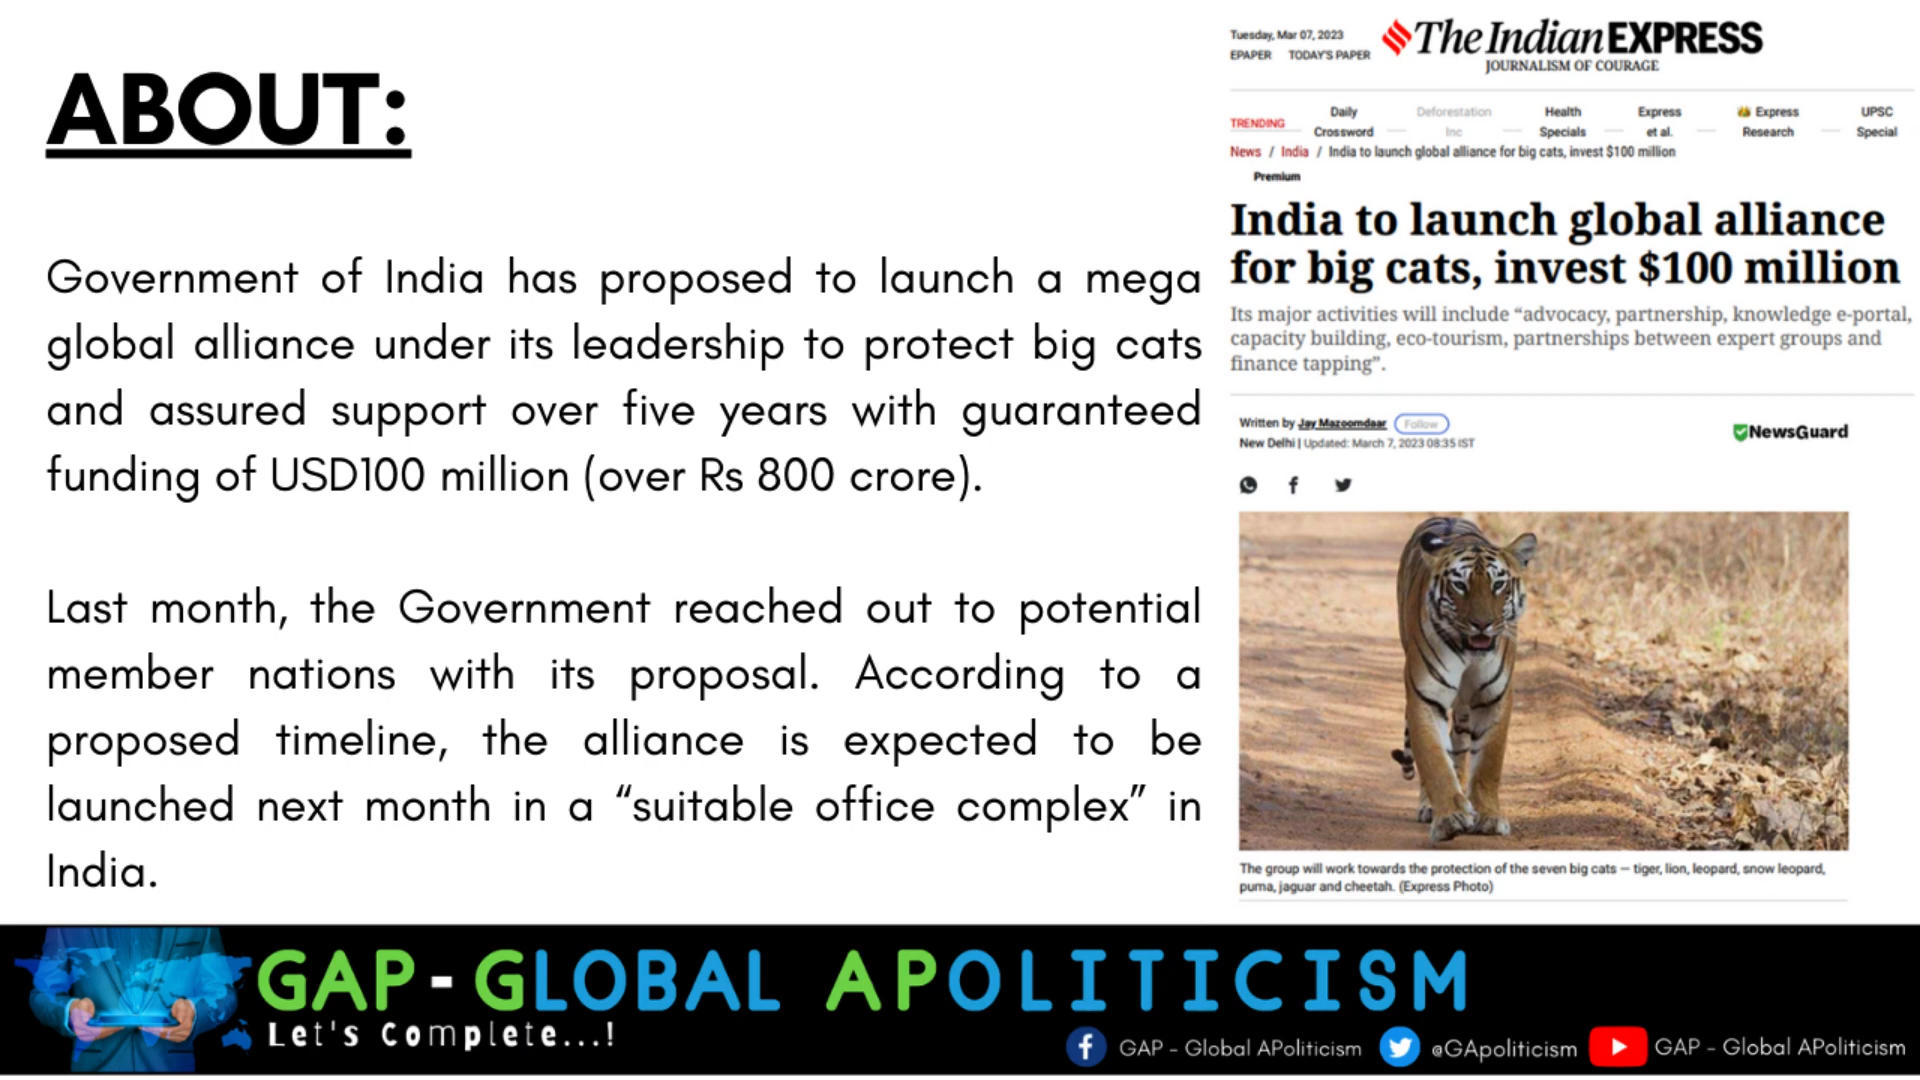 ABOUT:
Government of India has proposed to launch a mega
global alliance under its leadership to protect big cats
and assured support over five years with guaranteed
funding of USD100 million (over Rs 800 crore).
Last month, the Government reached out to potential
member nations with its proposal. According to a
proposed timeline, the alliance is expected to be
launched next month in a “suitable office complex” in
India.
Tuesday, Mar 07, 2023
EPAPER TODAY'S PAPER
The Indian EXPRESS
JOURNALISM OF COURAGE
TRENDING
Daily
Crossword
Deforestation
Inc
Health
Specials
Express
et al.
Express
Research
UPSC
Special
News / India / India to launch global alliance for big cats, invest $100 million
Premium
India to launch global alliance
for big cats, invest $100 million
Its major activities will include “advocacy, partnership, knowledge e-portal,
capacity building, eco-tourism, partnerships between expert groups and
finance tapping”.
Written by Jay Mazoomdaar Follow
New Delhi | Updated: March 7, 2023 08:35 IST
NewsGuard
The group will work towards the protection of the seven big cats — tiger, lion, leopard, snow leopard,
puma, jaguar and cheetah. (Express Photo)
GAP - GLOBAL APOLITICISM
Let's Complete...!
GAP - Global APoliticism
@GApoliticism
GAP - Global APoliticism